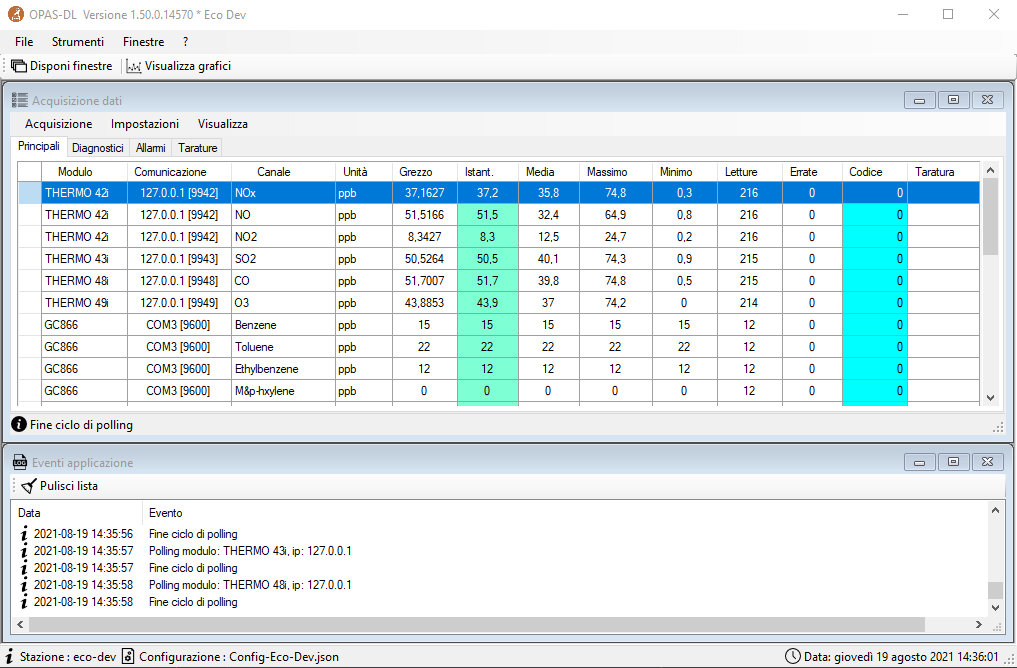 OPAS-DL Versione 1.50.0.14570 * Eco Dev
File Strumenti Finestre ?
Disponi finestre Visualizza grafici
Acquisizione dati
Acquisizione Impostazioni Visualizza
Principali Diagnostici Allarmi Tarature
Modulo Comunicazione Canale Unità Grezzo Istant. Media Massimo Minimo Letture Errate Codice Taratura
THERMO 42i 127.0.0.1 [9942] NOx ppb 37,1627 37,2 35,8 74,8 0,3 216 0 0
THERMO 42i 127.0.0.1 [9942] NO ppb 51,5166 51,5 32,4 64,9 0,8 216 0 0
THERMO 42i 127.0.0.1 [9942] NO2 ppb 8,3427 8,3 12,5 24,7 0,2 216 0 0
THERMO 43i 127.0.0.1 [9943] SO2 ppb 50,5264 50,5 40,1 74,3 0,9 215 0 0
THERMO 48i 127.0.0.1 [9948] CO ppb 51,7007 51,7 39,8 74,8 0,5 215 0 0
THERMO 49i 127.0.0.1 [9949] O3 ppb 43,8853 43,9 37 74,2 0 214 0 0
GC866 COM3 [9600] Benzene ppb 15 15 15 15 15 12 0 0
GC866 COM3 [9600] Toluene ppb 22 22 22 22 22 12 0 0
GC866 COM3 [9600] Ethylbenzene ppb 12 12 12 12 12 12 0 0
GC866 COM3 [9600] M&p-hxylene ppb 0 0 0 0 0 12 0 0
Fine ciclo di polling
LOG Eventi applicazione
Pulisci lista
Data Evento
2021-08-19 14:35:56 Fine ciclo di polling
2021-08-19 14:35:57 Polling modulo: THERMO 43i, ip: 127.0.0.1
2021-08-19 14:35:57 Fine ciclo di polling
2021-08-19 14:35:58 Polling modulo: THERMO 48i, ip: 127.0.0.1
2021-08-19 14:35:58 Fine ciclo di polling
Stazione : eco-dev Configurazione : Config-Eco-Dev.json Data: giovedì 19 agosto 2021 14:36:01